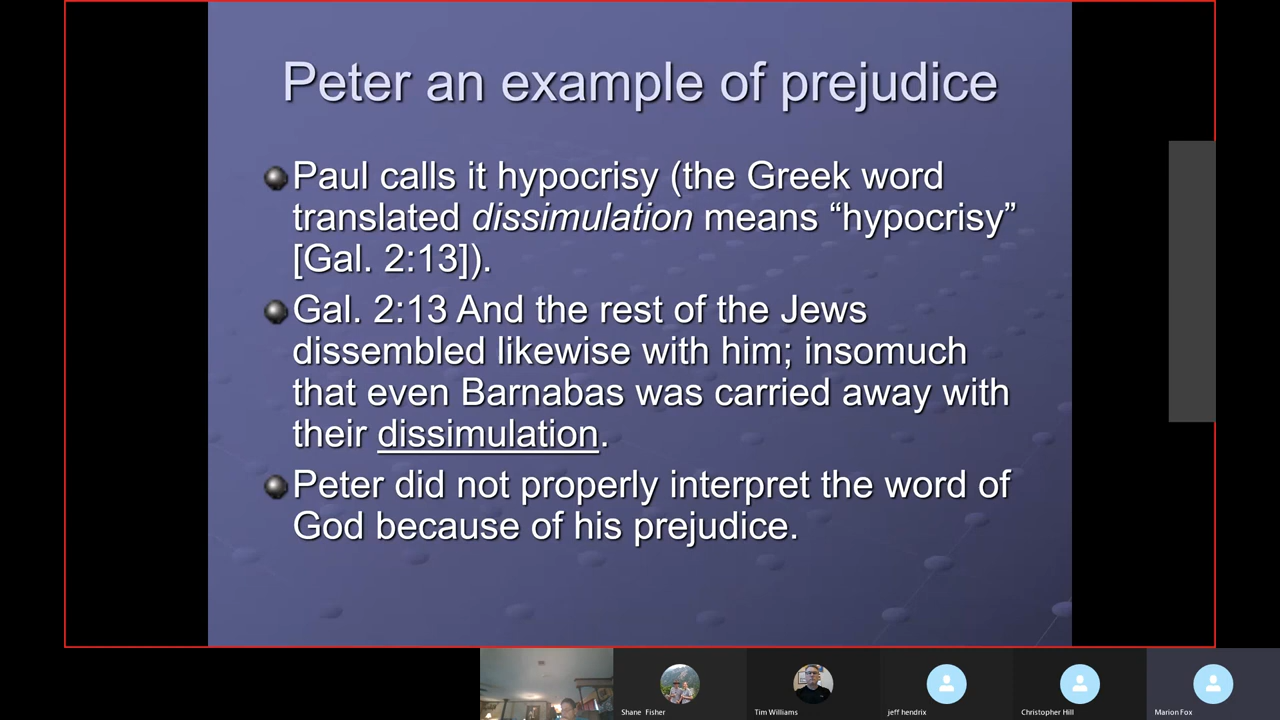 Peter an example of prejudice
Paul calls it hypocrisy (the Greek word
translated dissimulation means “hypocrisy”
[Gal. 2:13]).
Gal. 2:13 And the rest of the Jews
dissembled likewise with him; insomuch
that even Barnabas was carried away with
their dissimulation.
Peter did not properly interpret the word of
God because of his prejudice.
Shane Fisher
Tim Williams
jeff hendrix
Christopher Hill
Marion Fox